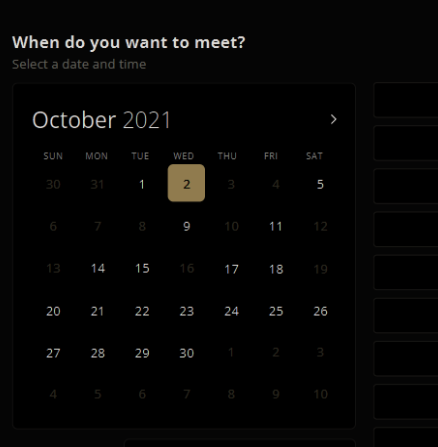 When do you want to meet?
Select a date and time
October 2021 >
SUN MON TUE WED THU FRI SAT
30 31 1 2 3 4 5
6 7 8 9 10 11 12
13 14 15 16 17 18 19
20 21 22 23 24 25 26
27 28 29 30 1 2 3
4 5 6 7 8 9 10